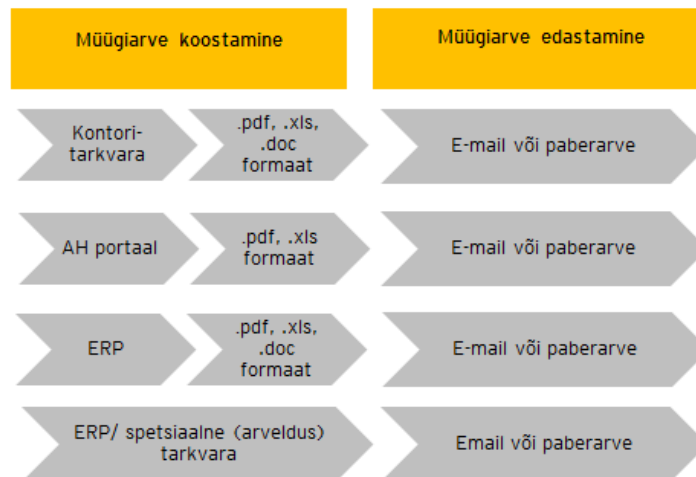 Müügiarve koostamine
Müügiarve edastamine
Kontori-
tarkvara
.pdf, .xls,
.doc
formaat
E-mail või paberarve
AH portaal
.pdf, .xls
formaat
E-mail või paberarve
ERP
.pdf, .xls,
.doc
formaat
E-mail või paberarve
ERP/ spetsiaalne (arveldus)
tarkvara
Email või paberarve